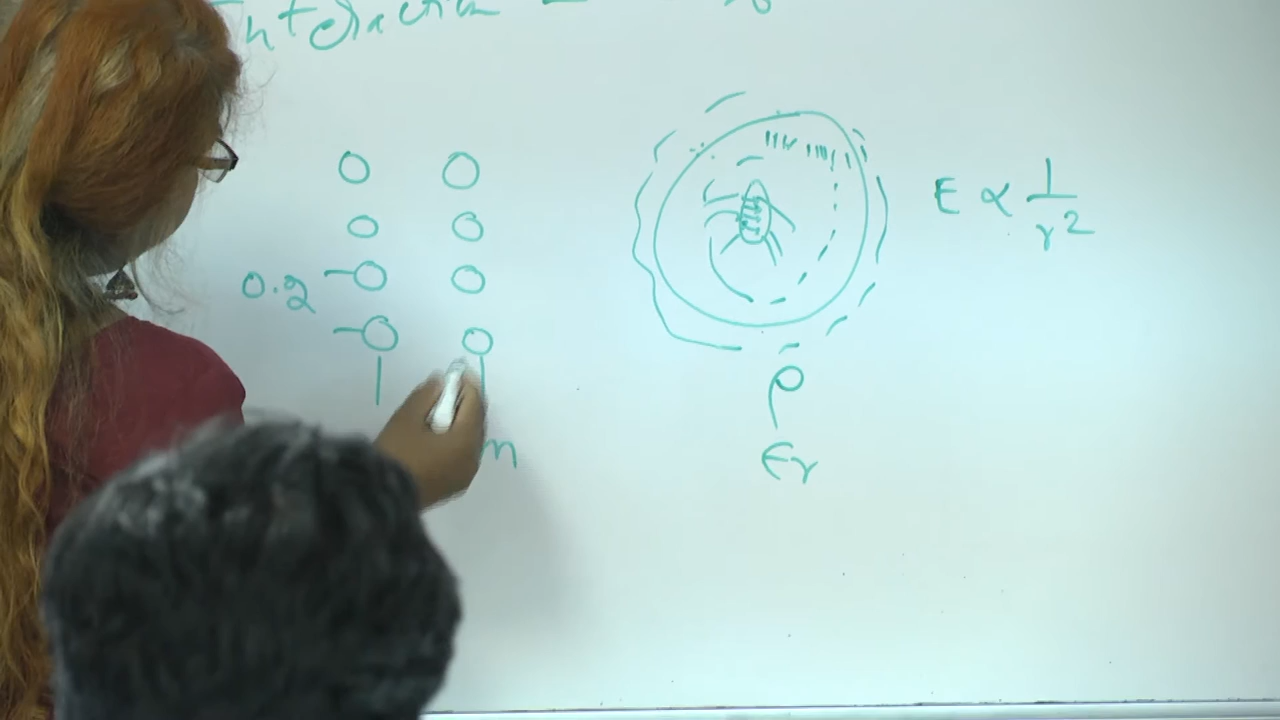 Interaction
E ∝ 1/r²
0.2
ρ
m
Er